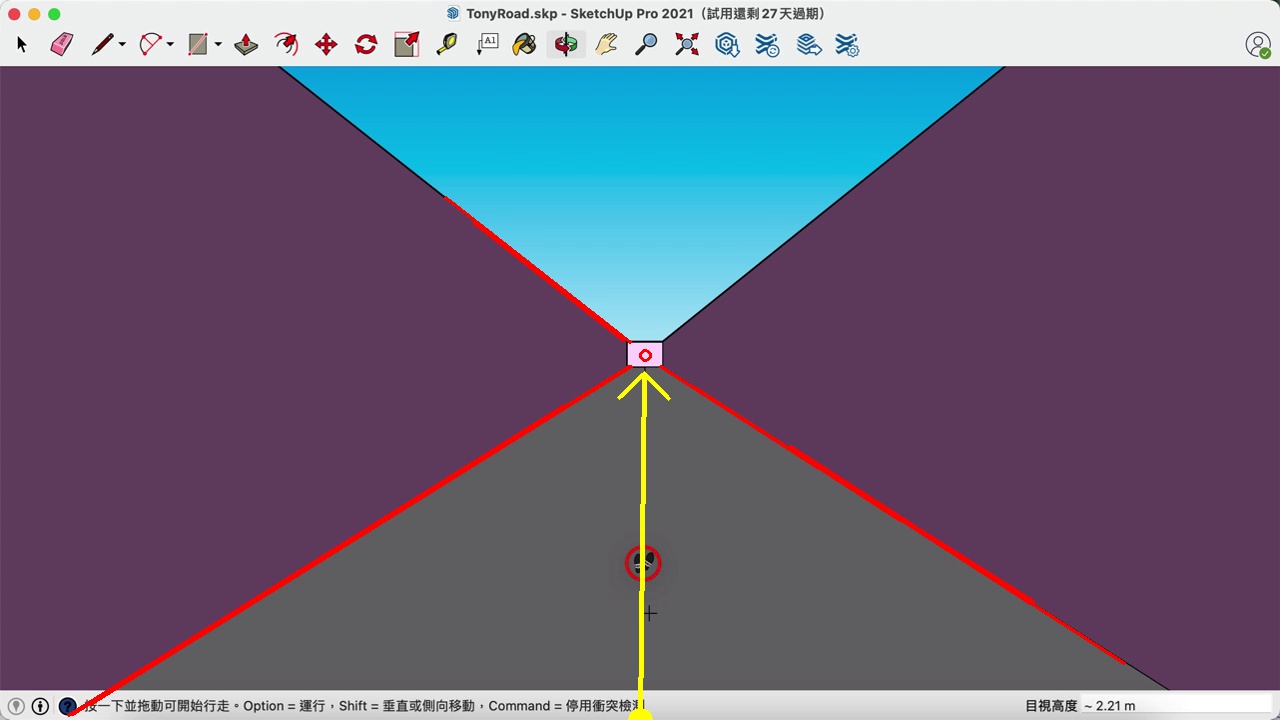 TonyRoad.skp - SketchUp Pro 2021（試用還剩 27 天過期）
A1
按一下並拖動可開始行走。Option = 運行，Shift = 垂直或側向移動，Command = 停用衝突檢測
目視高度 ~ 2.21 m